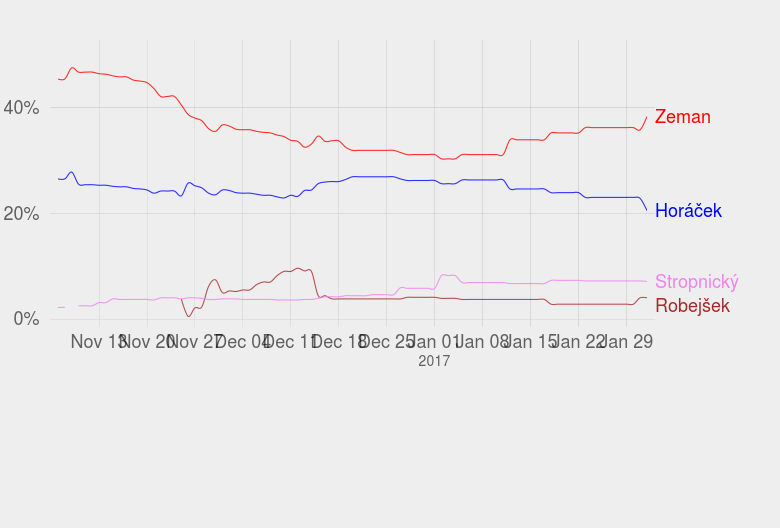 40%
Zeman
20%
Horáček
Stropnický
Robejšek
0%
Nov 13 Nov 20 Nov 27 Dec 04 Dec 11 Dec 18 Dec 25 Jan 01 Jan 08 Jan 15 Jan 22 Jan 29
2017